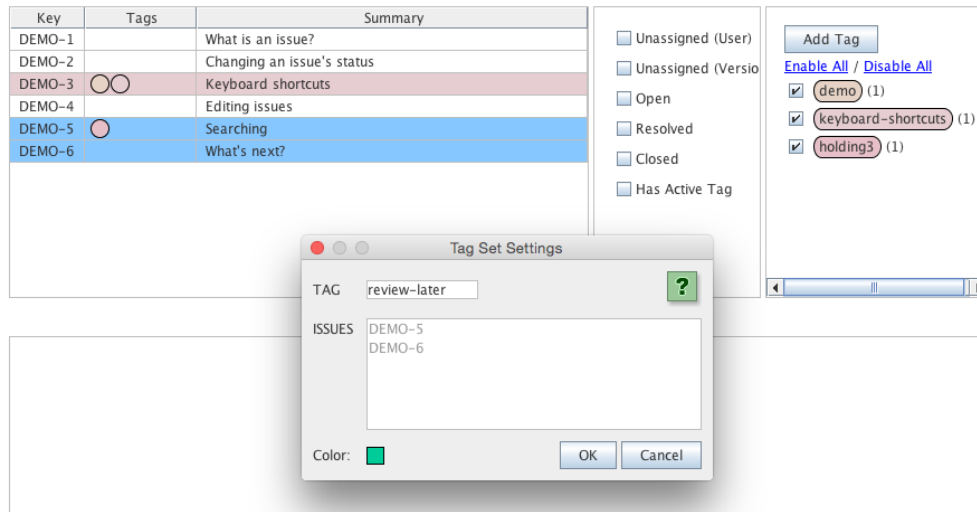 Key Tags Summary
DEMO-1 What is an issue?
DEMO-2 Changing an issue's status
DEMO-3 Keyboard shortcuts
DEMO-4 Editing issues
DEMO-5 Searching
DEMO-6 What's next?
Unassigned (User)
Unassigned (Versio
Open
Resolved
Closed
Has Active Tag
Add Tag
Enable All / Disable All
demo (1)
keyboard-shortcuts (1)
holding3 (1)
Tag Set Settings
TAG review-later ?
ISSUES DEMO-5
DEMO-6
Color: OK Cancel